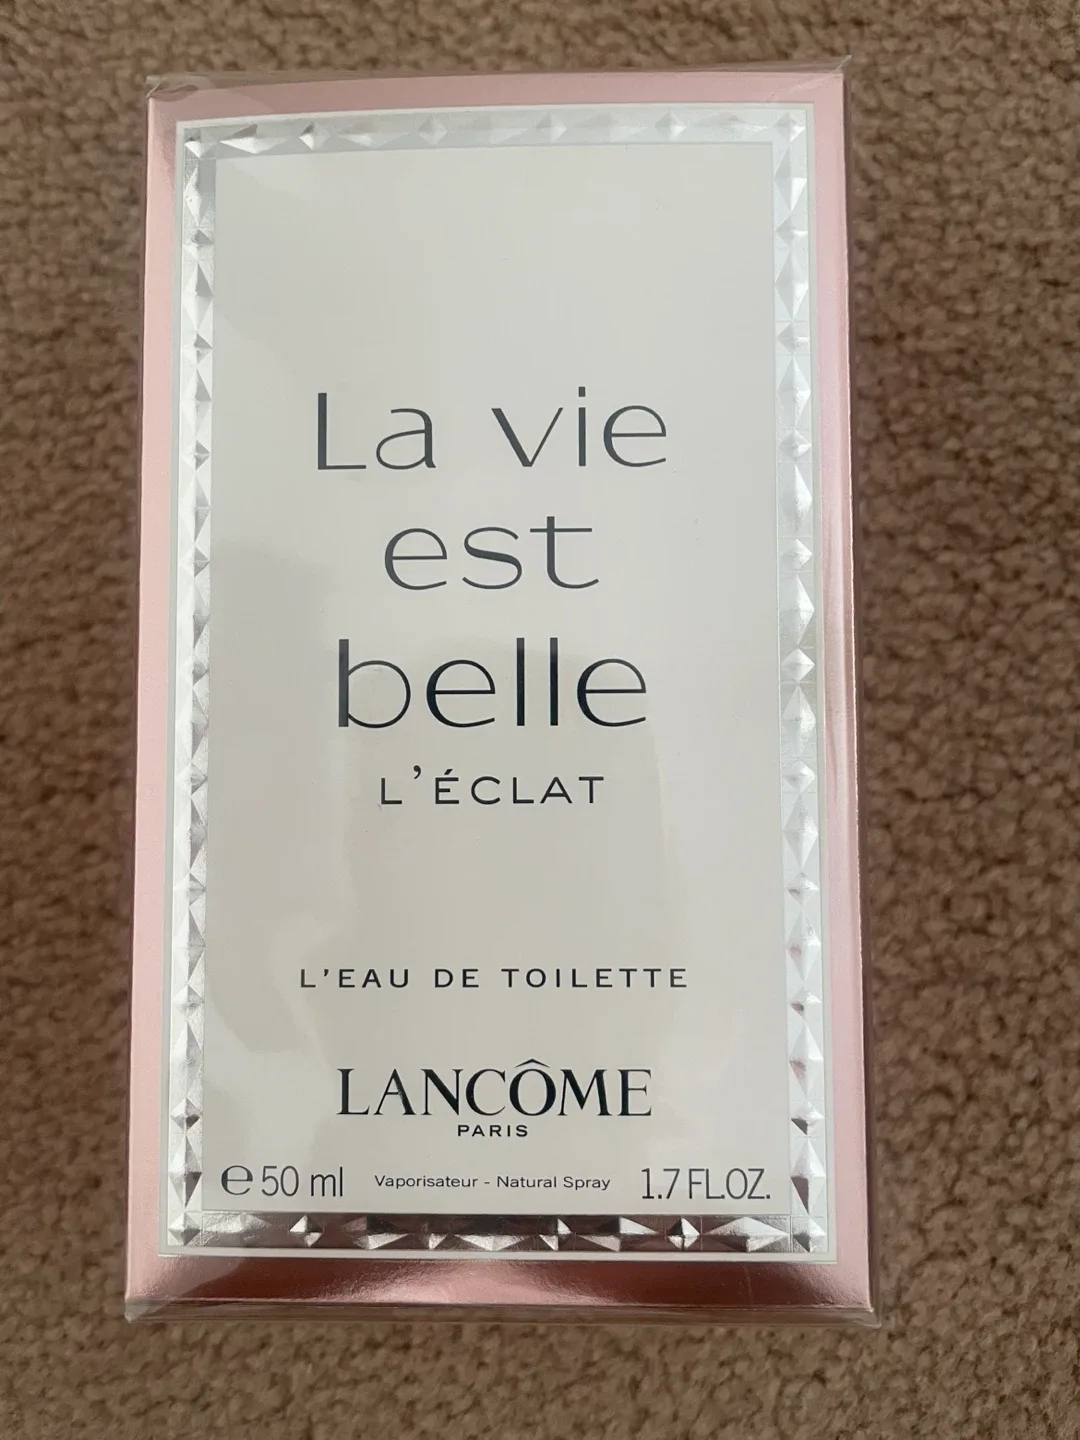 La vie
est
belle
L'ÉCLAT
L'EAU DE TOILETTE
LANCÔME
PARIS
℮ 50 ml Vaporisateur - Natural Spray 1.7 FL.OZ.